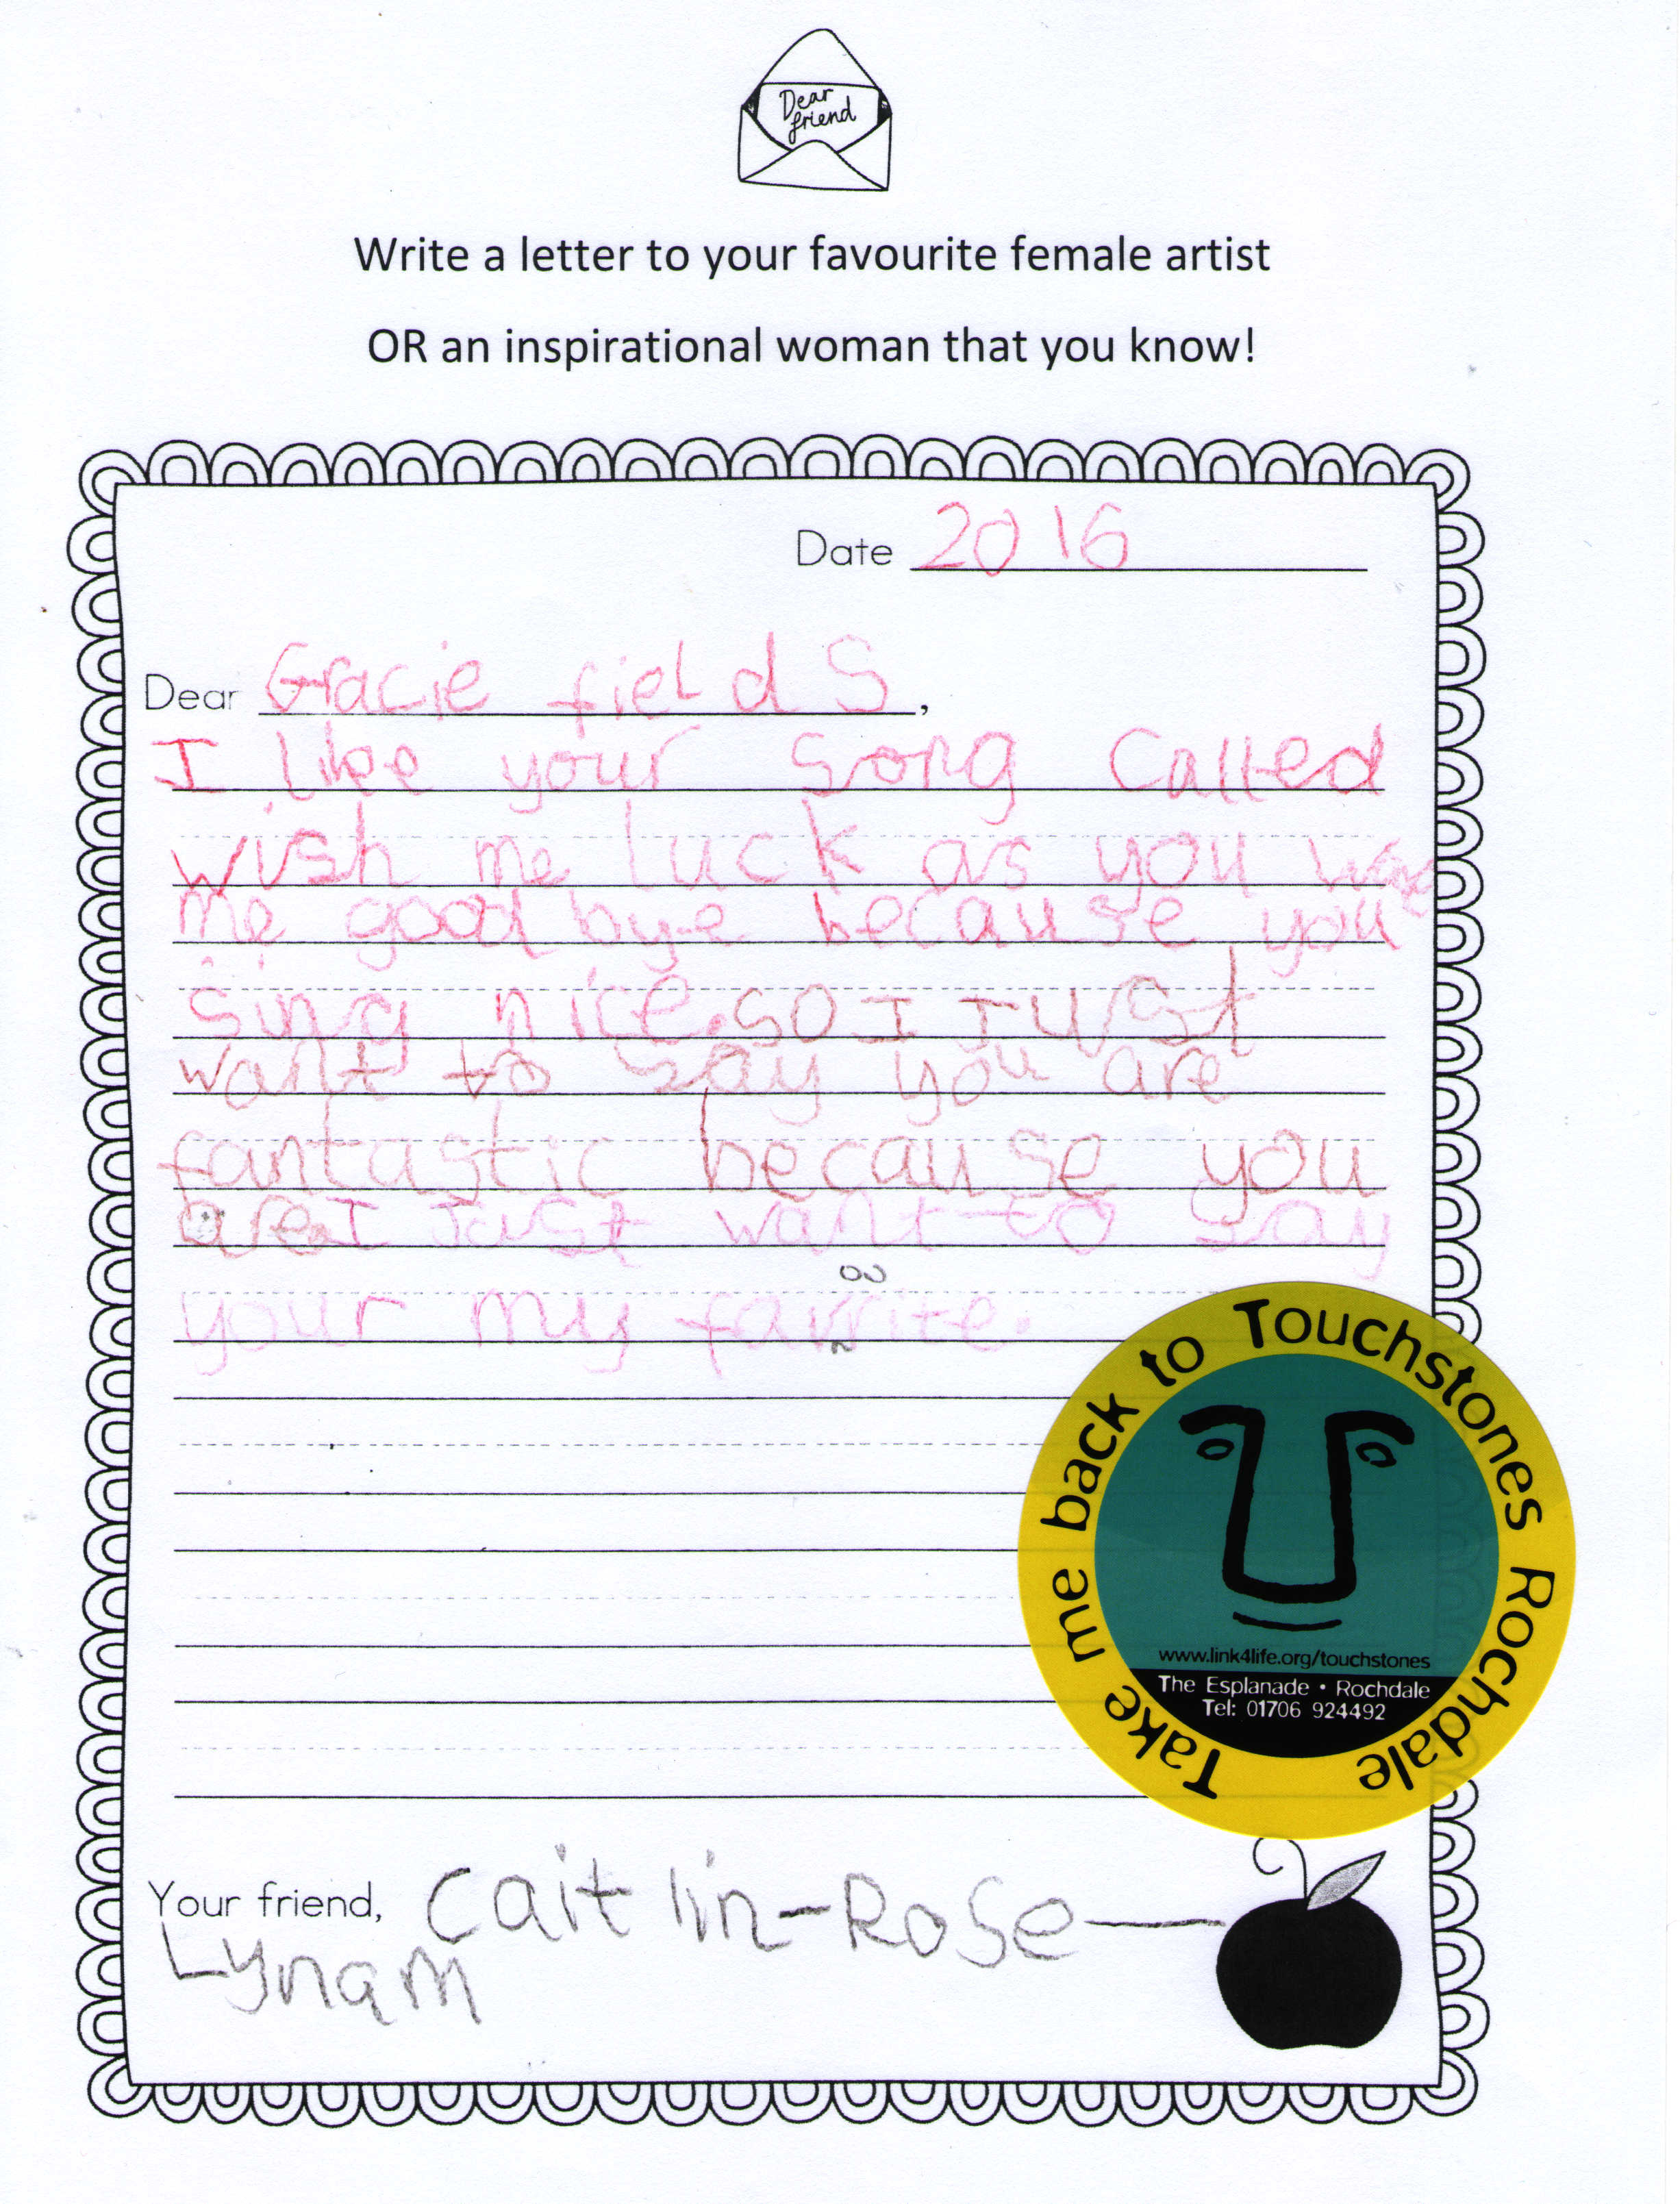 Dear friend
Write a letter to your favourite female artist
OR an inspirational woman that you know!
Date 2016
Dear Gracie fields,
I like your song called
wish me luck as you wave
me good bye because you
sing nice. so I Just
want to say you are
fantastic because you
are. I Just want to say
your my favrite.
Take me back to Touchstones Rochdale
www.link4life.org/touchstones
The Esplanade • Rochdale
Tel: 01706 924492
Your friend, Caitlin-Rose
Lynam